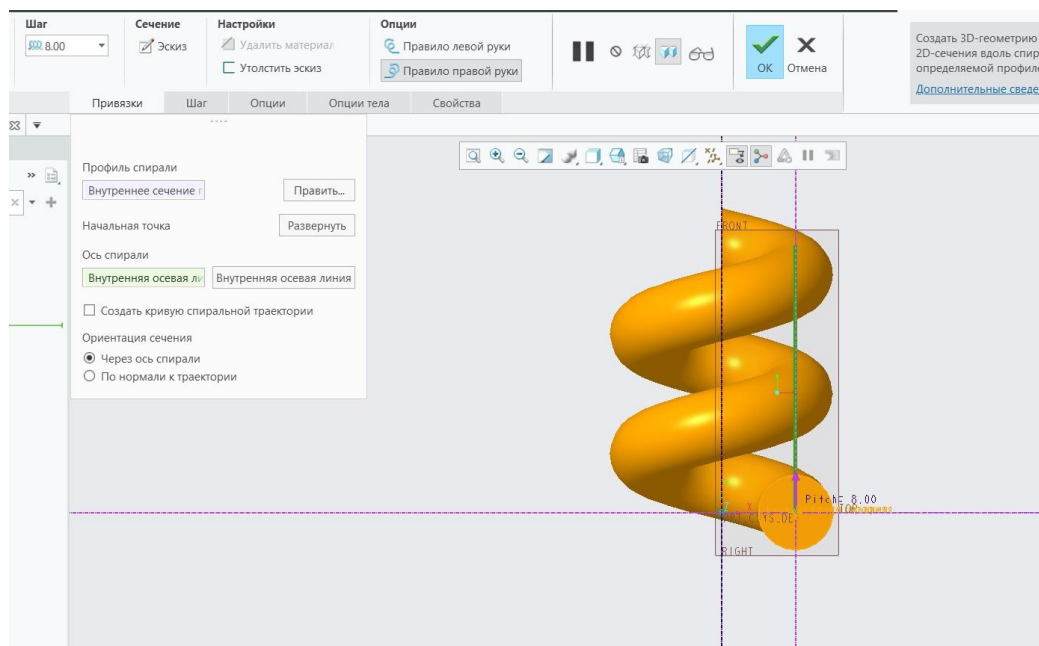 Шаг
8.00
Сечение
Эскиз
Настройки
Удалить материал
Утолстить эскиз
Опции
Правило левой руки
Правило правой руки
ОК
Отмена
Создать 3D-геометрию
2D-сечения вдоль спир
определяемой профиле
Дополнительные сведе
Привязки
Шаг
Опции
Опции тела
Свойства
Профиль спирали
Внутреннее сечение п
Править...
Начальная точка
Развернуть
Ось спирали
Внутренняя осевая ли
Внутренняя осевая линия
Создать кривую спиральной траектории
Ориентация сечения
Через ось спирали
По нормали к траектории
FRONT
Pitch= 8.00
TOP
X
RIGHT